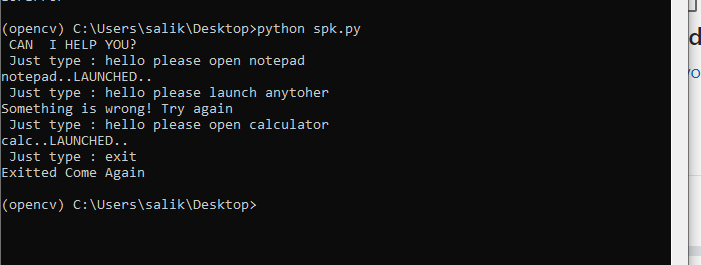 (opencv) C:\Users\salik\Desktop>python spk.py
CAN  I HELP YOU?
Just type : hello please open notepad
notepad..LAUNCHED..
Just type : hello please launch anytoher
Something is wrong! Try again
Just type : hello please open calculator
calc..LAUNCHED..
Just type : exit
Exitted Come Again
(opencv) C:\Users\salik\Desktop>